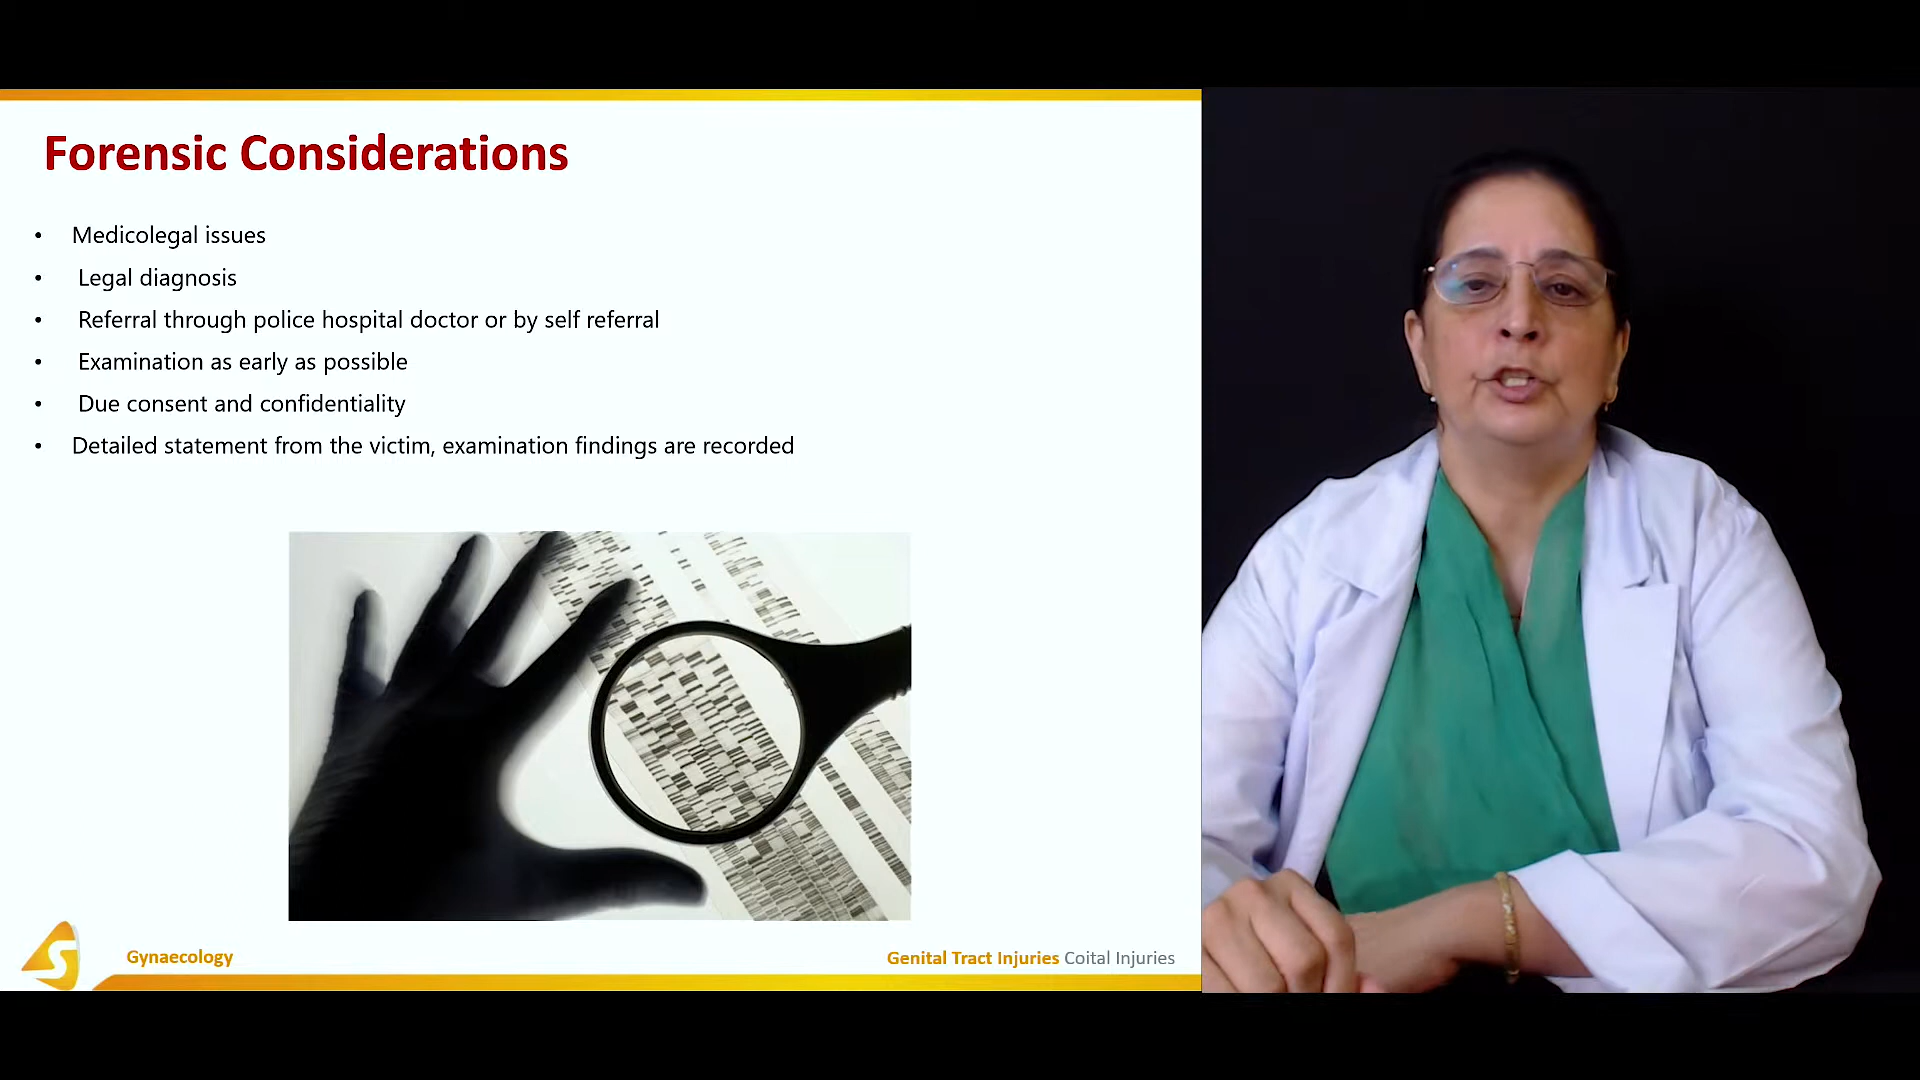 Forensic Considerations
• Medicolegal issues
• Legal diagnosis
• Referral through police hospital doctor or by self referral
• Examination as early as possible
• Due consent and confidentiality
• Detailed statement from the victim, examination findings are recorded
S
Gynaecology
Genital Tract Injuries Coital Injuries